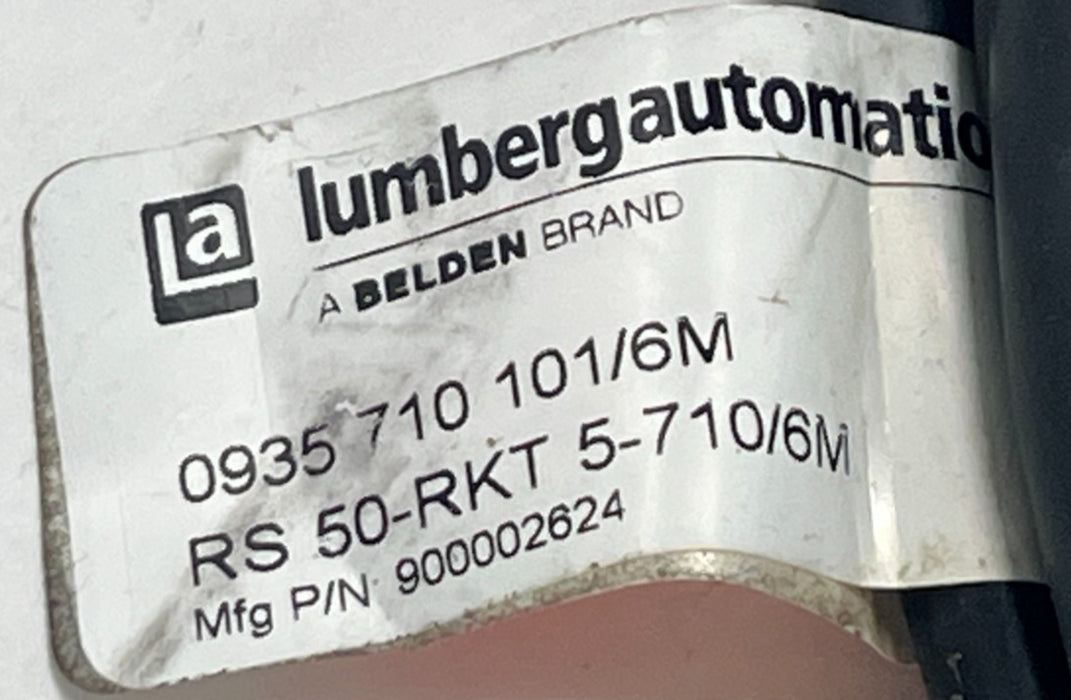 la lumbergautomatio
A BELDEN BRAND
0935 710 101/6M
RS 50-RKT 5-710/6M
Mfg P/N 900002624